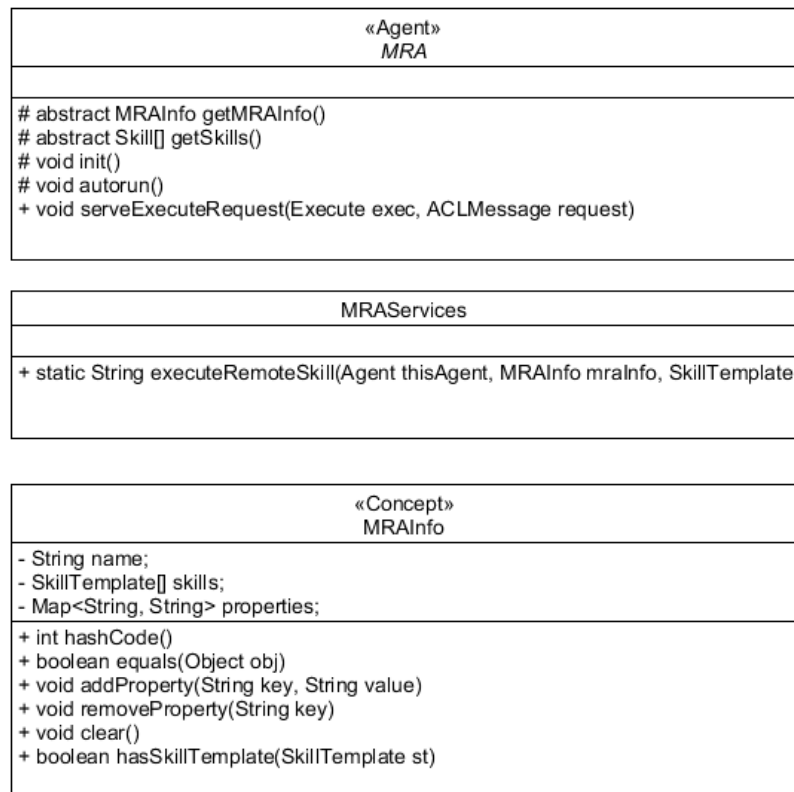 «Agent»
MRA
# abstract MRAInfo getMRAInfo()
# abstract Skill[] getSkills()
# void init()
# void autorun()
+ void serveExecuteRequest(Execute exec, ACLMessage request)
MRAServices
+ static String executeRemoteSkill(Agent thisAgent, MRAInfo mraInfo, SkillTemplate
«Concept»
MRAInfo
- String name;
- SkillTemplate[] skills;
- Map<String, String> properties;
+ int hashCode()
+ boolean equals(Object obj)
+ void addProperty(String key, String value)
+ void removeProperty(String key)
+ void clear()
+ boolean hasSkillTemplate(SkillTemplate st)